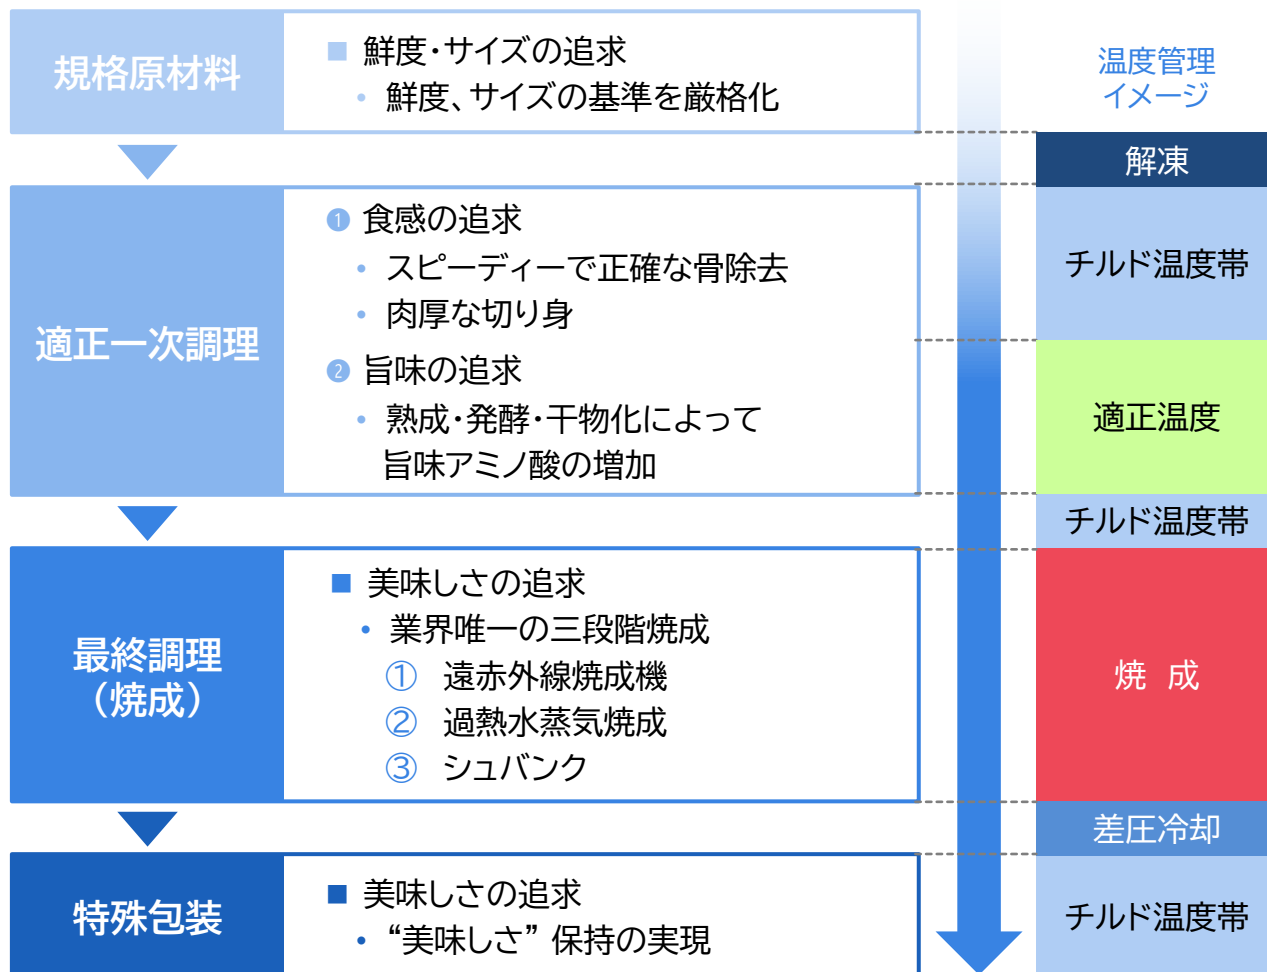 規格原材料
■ 鮮度・サイズの追求
• 鮮度、サイズの基準を厳格化
適正一次調理
❶ 食感の追求
• スピーディーで正確な骨除去
• 肉厚な切り身
❷ 旨味の追求
• 熟成・発酵・干物化によって
旨味アミノ酸の増加
最終調理
（焼成）
■ 美味しさの追求
• 業界唯一の三段階焼成
① 遠赤外線焼成機
② 過熱水蒸気焼成
③ シュバンク
特殊包装
■ 美味しさの追求
• “美味しさ” 保持の実現
温度管理
イメージ
解凍
チルド温度帯
適正温度
チルド温度帯
焼 成
差圧冷却
チルド温度帯